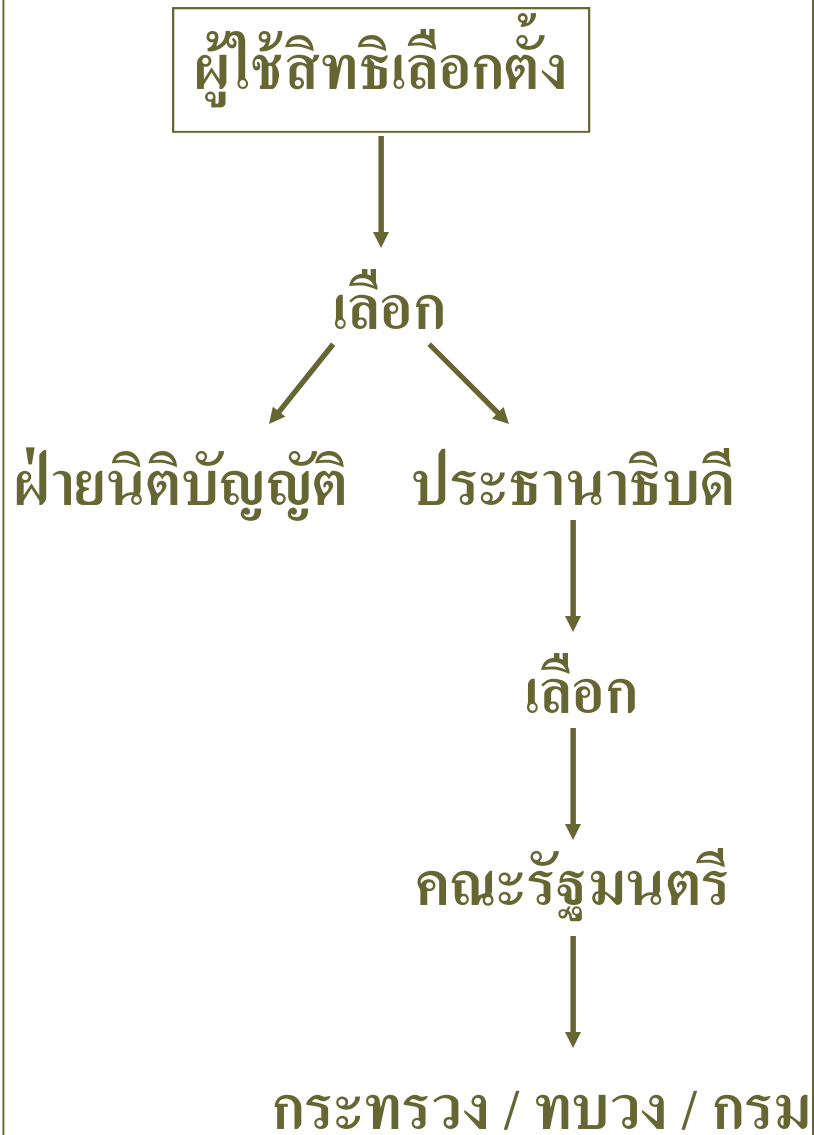 ผู้ใช้สิทธิเลือกตั้ง
เลือก
ฝ่ายนิติบัญญัติ ประธานาธิบดี
เลือก
คณะรัฐมนตรี
กระทรวง / ทบวง / กรม